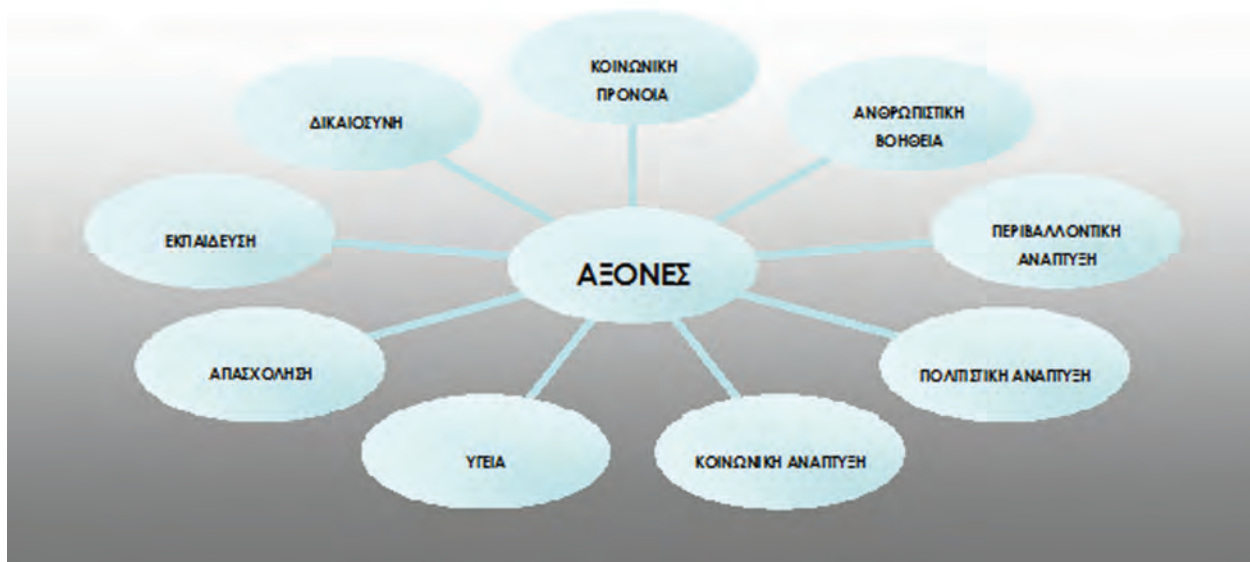 ΚΟΙΝΩΝΙΚΗ
ΠΡΟΝΟΙΑ
ΑΝΘΡΩΠΙΣΤΙΚΗ
ΒΟΗΘΕΙΑ
ΠΕΡΙΒΑΛΛΟΝΤΙΚΗ
ΑΝΑΠΤΥΞΗ
ΠΟΛΙΤΙΣΤΙΚΗ ΑΝΑΠΤΥΞΗ
ΚΟΙΝΩΝΙΚΗ ΑΝΑΠΤΥΞΗ
ΥΓΕΙΑ
ΑΠΑΣΧΟΛΗΣΗ
ΕΚΠΑΙΔΕΥΣΗ
ΔΙΚΑΙΟΣΥΝΗ
ΑΞΟΝΕΣ